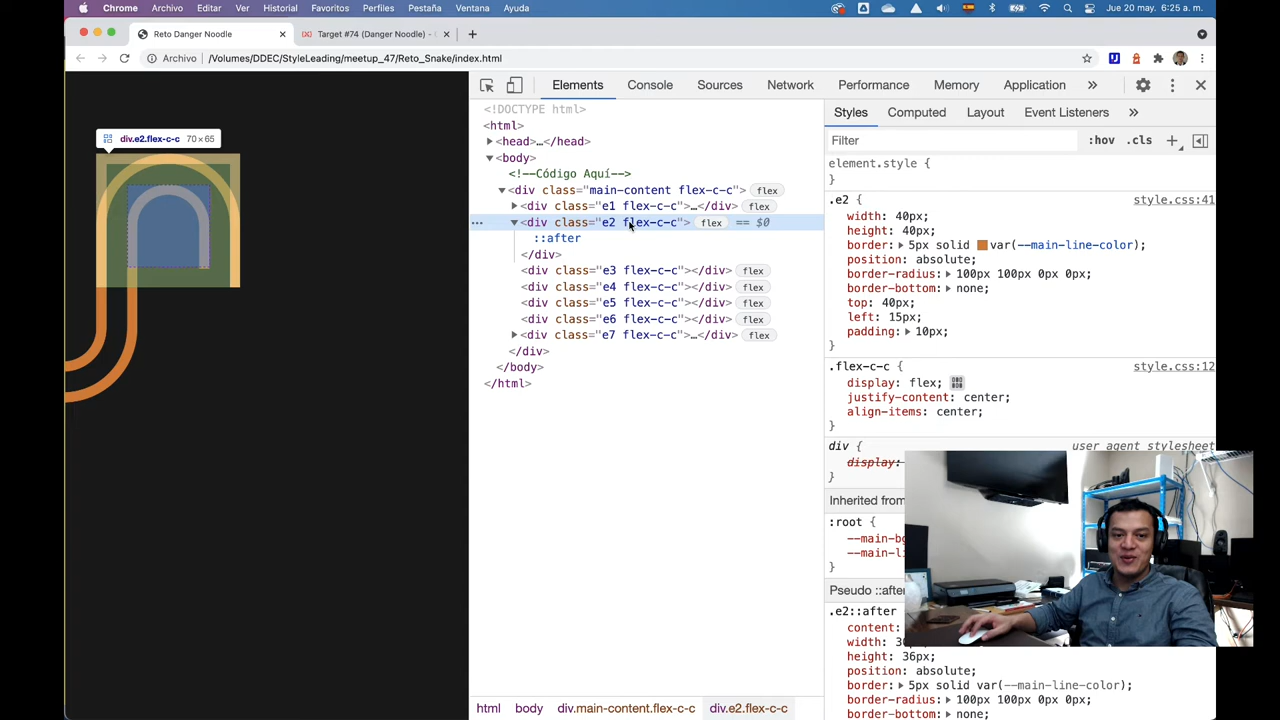 Chrome Archivo Editar Ver Historial Favoritos Perfiles Pestaña Ventana Ayuda Jue 20 may. 6:25 a. m.
Reto Danger Noodle
Target #74 (Danger Noodle) - (
Archivo /Volumes/DDEC/StyleLeading/meetup_47/Reto_Snake/index.html
Elements Console Sources Network Performance Memory Application
div.e2.flex-c-c 70×65
<!DOCTYPE html>
<html>
<head>…</head>
<body>
<!--Código Aquí-->
<div class="main-content flex-c-c"> flex
<div class="e1 flex-c-c">…</div> flex
<div class="e2 flex-c-c"> flex == $0
::after
</div>
<div class="e3 flex-c-c"></div> flex
<div class="e4 flex-c-c"></div> flex
<div class="e5 flex-c-c"></div> flex
<div class="e6 flex-c-c"></div> flex
<div class="e7 flex-c-c">…</div> flex
</div>
</body>
</html>
html body div.main-content.flex-c-c div.e2.flex-c-c
Styles Computed Layout Event Listeners
Filter :hov .cls
element.style {
}
.e2 { style.css:41
width: 40px;
height: 40px;
border: 5px solid var(--main-line-color);
position: absolute;
border-radius: 100px 100px 0px 0px;
border-bottom: none;
top: 40px;
left: 15px;
padding: 10px;
}
.flex-c-c { style.css:12
display: flex;
justify-content: center;
align-items: center;
}
div { user agent stylesheet
display:
}
Inherited from
:root {
}
Pseudo ::after
.e2::after
content:
width:
height: 36px;
position: absolute;
border: 5px solid var(--main-line-color);
border-radius: 100px 100px 0px 0px;
border-bottom: none;